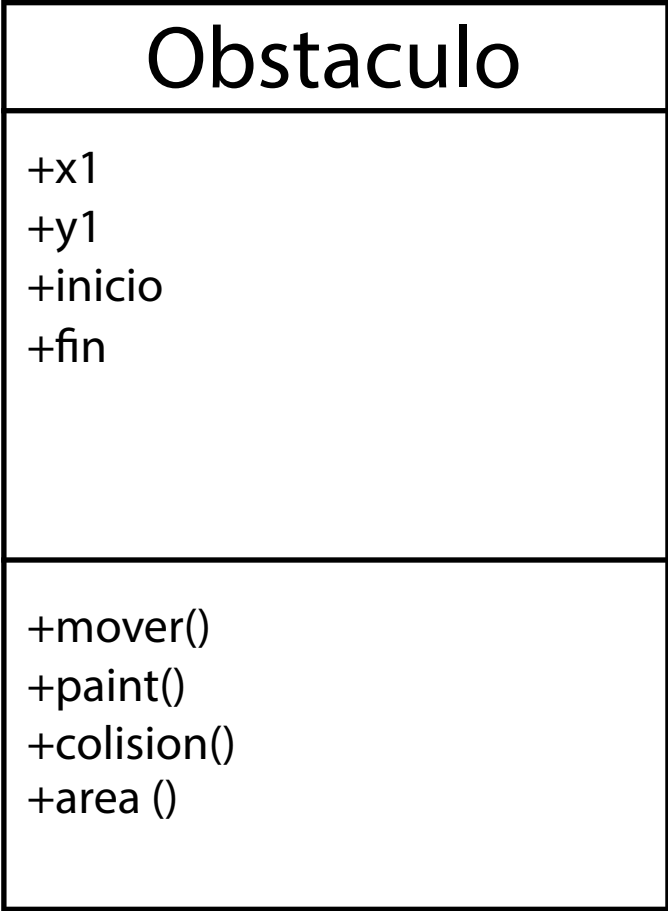 Obstaculo
+x1
+y1
+inicio
+fin
+mover()
+paint()
+colision()
+area ()